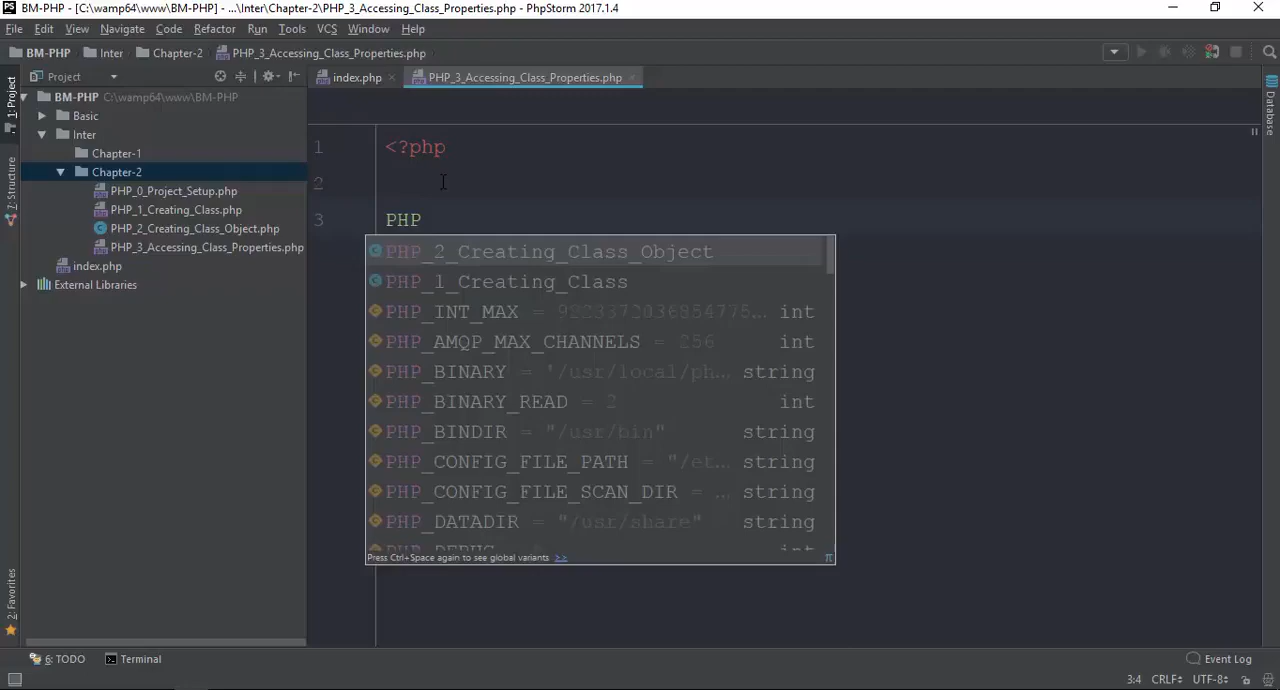 BM-PHP - [C:\wamp64\www\BM-PHP] - ...\Inter\Chapter-2\PHP_3_Accessing_Class_Properties.php - PhpStorm 2017.1.4
File Edit View Navigate Code Refactor Run Tools VCS Window Help
BM-PHP Inter Chapter-2 PHP_3_Accessing_Class_Properties.php
Project index.php PHP_3_Accessing_Class_Properties.php
BM-PHP C:\wamp64\www\BM-PHP
Basic
Inter
Chapter-1
Chapter-2
PHP_0_Project_Setup.php
PHP_1_Creating_Class.php
PHP_2_Creating_Class_Object.php
PHP_3_Accessing_Class_Properties.php
index.php
External Libraries
1: Project
7: Structure
2: Favorites
1 <?php
2
3 PHP
PHP_2_Creating_Class_Object
PHP_1_Creating_Class
PHP_INT_MAX = 9223372036854775... int
PHP_AMQP_MAX_CHANNELS = 256 int
PHP_BINARY = '/usr/local/ph... string
PHP_BINARY_READ = 2 int
PHP_BINDIR = "/usr/bin" string
PHP_CONFIG_FILE_PATH = "/et... string
PHP_CONFIG_FILE_SCAN_DIR = ... string
PHP_DATADIR = "/usr/share" string
Press Ctrl+Space again to see global variants >> π
Database
6: TODO Terminal Event Log
3:4 CRLF UTF-8